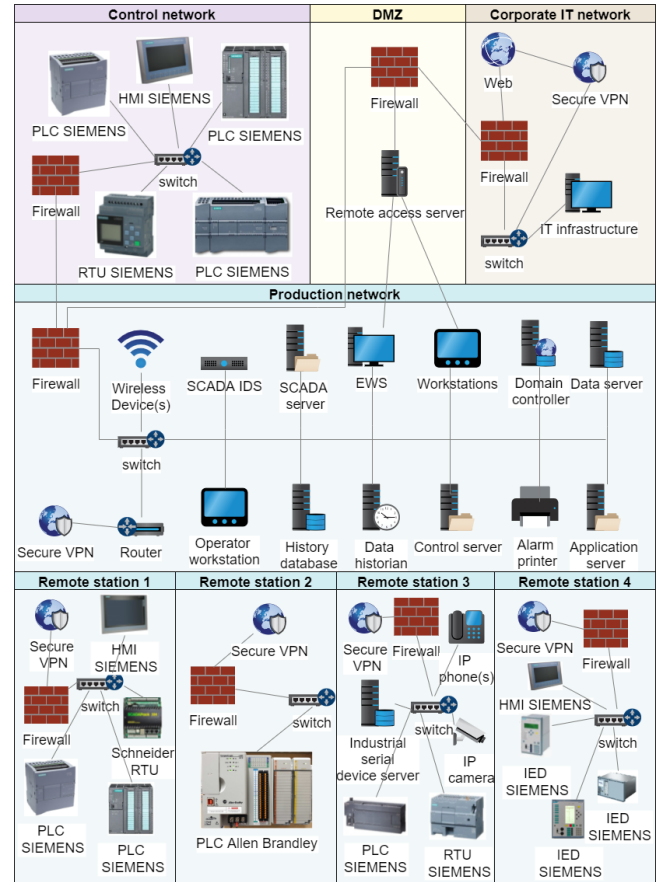 Control network
DMZ
Corporate IT network
HMI SIEMENS
PLC SIEMENS
PLC SIEMENS
switch
Firewall
RTU SIEMENS
PLC SIEMENS
Firewall
Remote access server
Web
Secure VPN
Firewall
IT infrastructure
switch
Production network
Firewall
Wireless
Device(s)
SCADA IDS
SCADA
server
EWS
Workstations
Domain
controller
Data server
switch
Secure VPN
Router
Operator
workstation
History
database
Data
historian
Control server
Alarm
printer
Application
server
Remote station 1
Remote station 2
Remote station 3
Remote station 4
Secure
VPN
HMI
SIEMENS
switch
Firewall
Schneider
RTU
PLC
SIEMENS
PLC
SIEMENS
Secure VPN
Firewall
switch
PLC Allen Brandley
Secure
VPN
Firewall
IP
phone(s)
switch
Industrial
serial
device server
IP
camera
PLC
SIEMENS
RTU
SIEMENS
Secure VPN
Firewall
HMI SIEMENS
switch
IED
SIEMENS
IED
SIEMENS
IED
SIEMENS